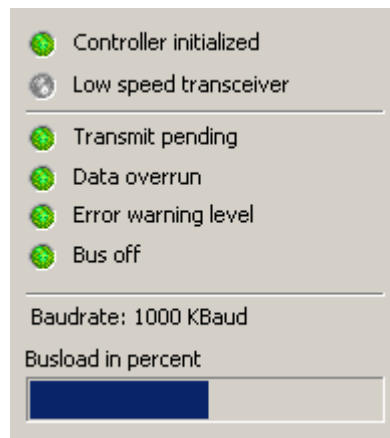 Controller initialized
Low speed transceiver
Transmit pending
Data overrun
Error warning level
Bus off
Baudrate: 1000 KBaud
Busload in percent